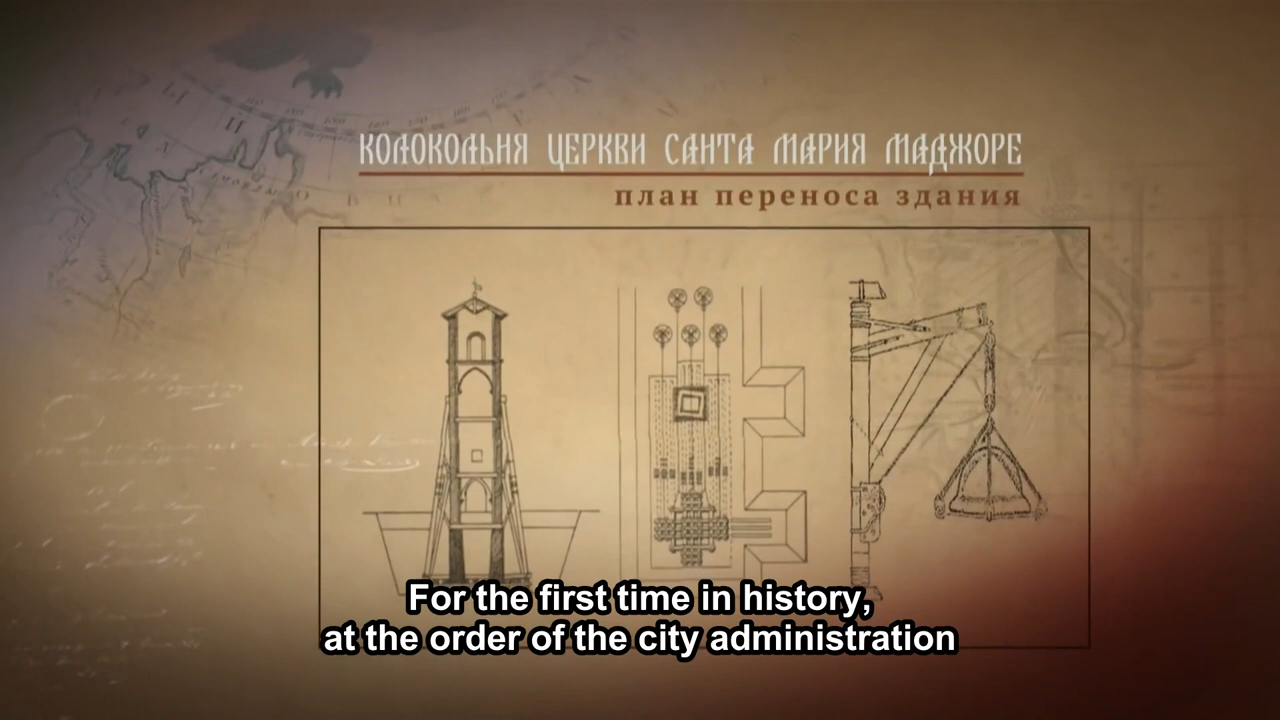 КОЛОКОЛЬНЯ ЦЕРКВИ САНТА МАРИЯ МАДЖОРЕ
план переноса здания
For the first time in history,
at the order of the city administration